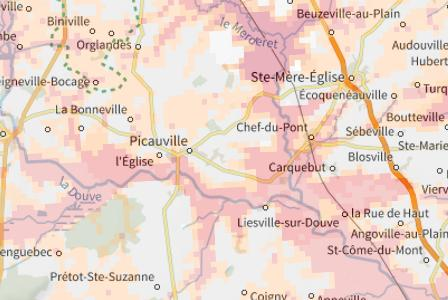 Beuzeville-au-Plain
Biniville
le Merderet
Orglandes
Audouville
Hubert
Ste-Mère-Église
eigneville-Bocage
Écoquenéauville
Turq
La Bonneville
Boutteville
Chef-du-Pont
Sébeville
Picauville
Ste-Marie
l'Église
Blosville
Carquebut
La Douve
Vierv
la Rue de Haut
Liesville-sur-Douve
Angoville-au-Plain
St-Côme-du-Mont
enguebec
Prétot-Ste-Suzanne
Coigny
Appeville